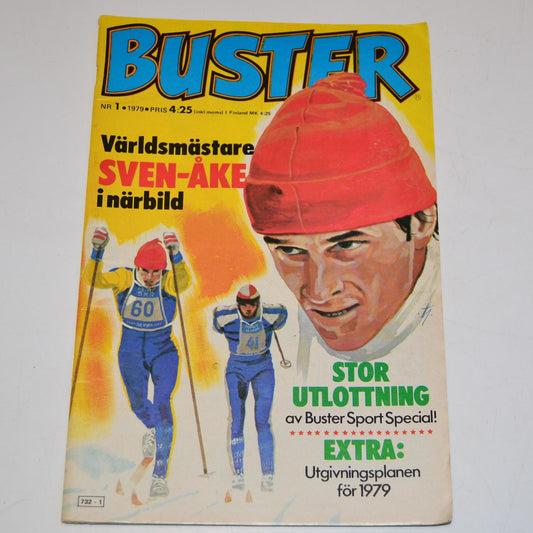 BUSTER
NR 1 • 1979 • PRIS 4:25 (inkl moms) I Finland MK 4:25
Världsmästare
SVEN-ÅKE
i närbild
60
41
STOR
UTLOTTNING
av Buster Sport Special!
EXTRA:
Utgivningsplanen
för 1979
732 - 1